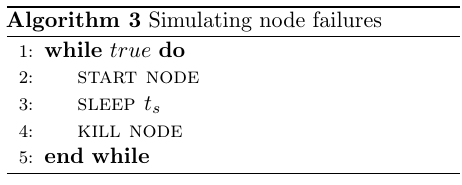 Algorithm 3 Simulating node failures
1: while true do
2: START NODE
3: SLEEP tₛ
4: KILL NODE
5: end while